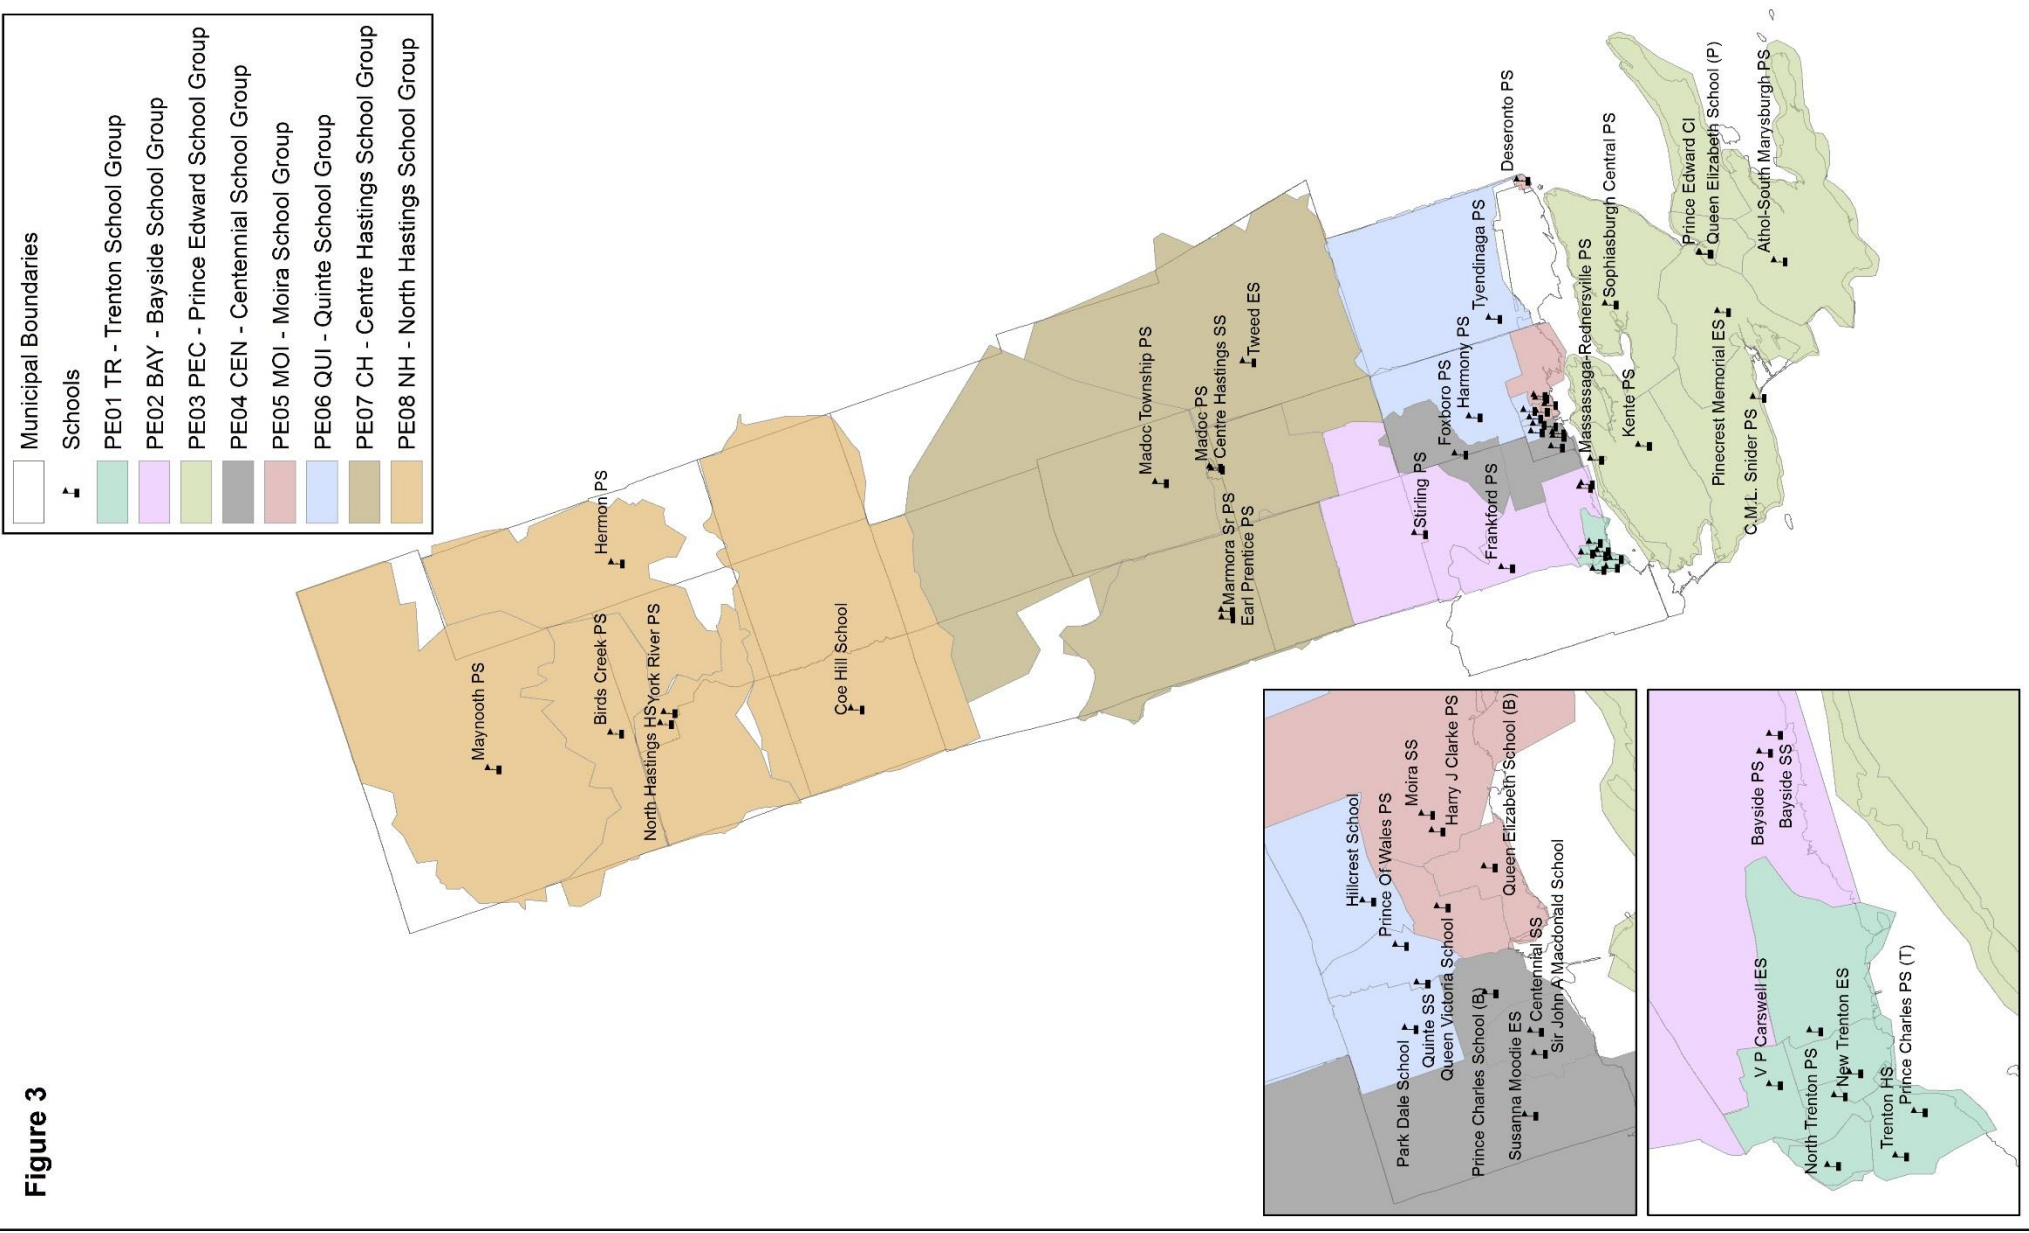 Figure 3
Municipal Boundaries
Schools
PE01 TR - Trenton School Group
PE02 BAY - Bayside School Group
PE03 PEC - Prince Edward School Group
PE04 CEN - Centennial School Group
PE05 MOI - Moira School Group
PE06 QUI - Quinte School Group
PE07 CH - Centre Hastings School Group
PE08 NH - North Hastings School Group
Maynooth PS
Hermon PS
Birds Creek PS
North Hastings HS
York River PS
Coe Hill School
Madoc Township PS
Madoc PS
Centre Hastings SS
Tweed ES
Marmora Sr PS
Earl Prentice PS
Stirling PS
Foxboro PS
Harmony PS
Tyendinaga PS
Frankford PS
Deseronto PS
Massassaga-Rednersville PS
Sophiasburgh Central PS
Kente PS
Prince Edward CI
Queen Elizabeth School (P)
Pinecrest Memorial ES
Athol-South Marysburgh PS
C.M.L. Snider PS
Hillcrest School
Prince Of Wales PS
Moira SS
Harry J Clarke PS
Park Dale School
Quinte SS
Queen Victoria School
Queen Elizabeth School (B)
Prince Charles School (B)
Susanna Moodie ES
Centennial SS
Sir John A Macdonald School
Bayside PS
Bayside SS
V P Carswell ES
North Trenton PS
New Trenton ES
Trenton HS
Prince Charles PS (T)